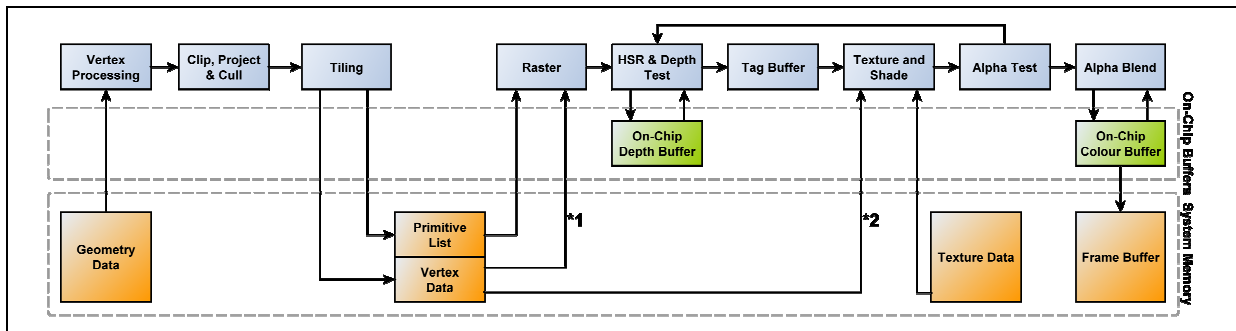 Vertex
Processing
Clip, Project
& Cull
Tiling
Raster
HSR & Depth
Test
Tag Buffer
Texture and
Shade
Alpha Test
Alpha Blend
On-Chip
Depth Buffer
On-Chip
Colour Buffer
On-Chip Buffers
Geometry
Data
Primitive
List
Vertex
Data
*1
*2
Texture Data
Frame Buffer
System Memory